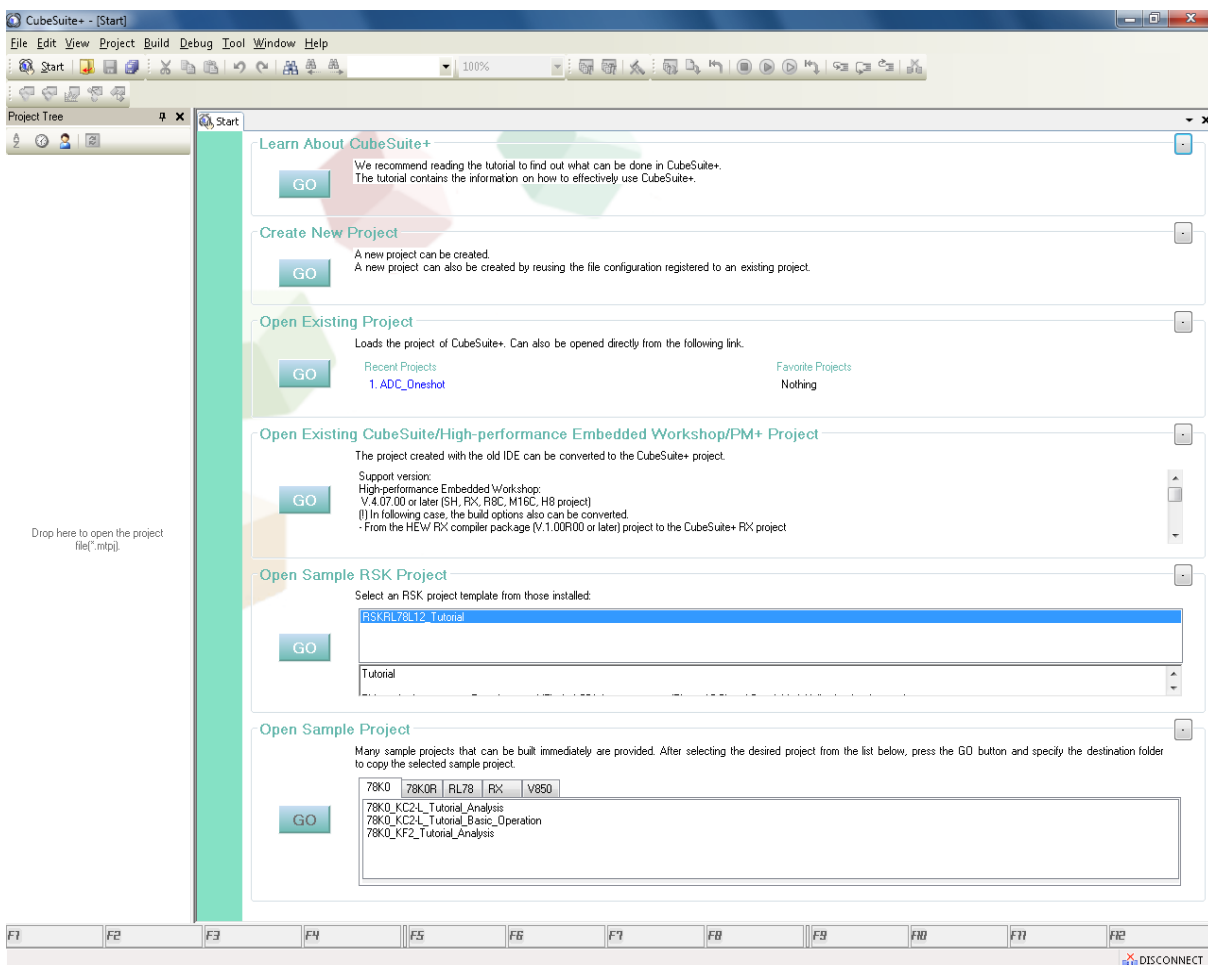 CubeSuite+ - [Start]
File Edit View Project Build Debug Tool Window Help
Start 100%
Project Tree
Start
Learn About CubeSuite+
We recommend reading the tutorial to find out what can be done in CubeSuite+.
The tutorial contains the information on how to effectively use CubeSuite+.
GO
Create New Project
A new project can be created.
A new project can also be created by reusing the file configuration registered to an existing project.
GO
Open Existing Project
Loads the project of CubeSuite+. Can also be opened directly from the following link.
GO
Recent Projects
1. ADC_Oneshot
Favorite Projects
Nothing
Open Existing CubeSuite/High-performance Embedded Workshop/PM+ Project
The project created with the old IDE can be converted to the CubeSuite+ project.
GO
Support version:
High-performance Embedded Workshop:
V.4.07.00 or later (SH, RX, R8C, M16C, H8 project)
(!) In following case, the build options also can be converted.
- From the HEW RX compiler package (V.1.00R00 or later) project to the CubeSuite+ RX project
Drop here to open the project
file(*.mtpj).
Open Sample RSK Project
Select an RSK project template from those installed:
RSKRL78L12_Tutorial
GO
Tutorial
Open Sample Project
Many sample projects that can be built immediately are provided. After selecting the desired project from the list below, press the GO button and specify the destination folder
to copy the selected sample project.
78K0 78K0R RL78 RX V850
GO
78K0_KC2-L_Tutorial_Analysis
78K0_KC2-L_Tutorial_Basic_Operation
78K0_KF2_Tutorial_Analysis
F1 F2 F3 F4 F5 F6 F7 F8 F9 F10 F11 F12
DISCONNECT